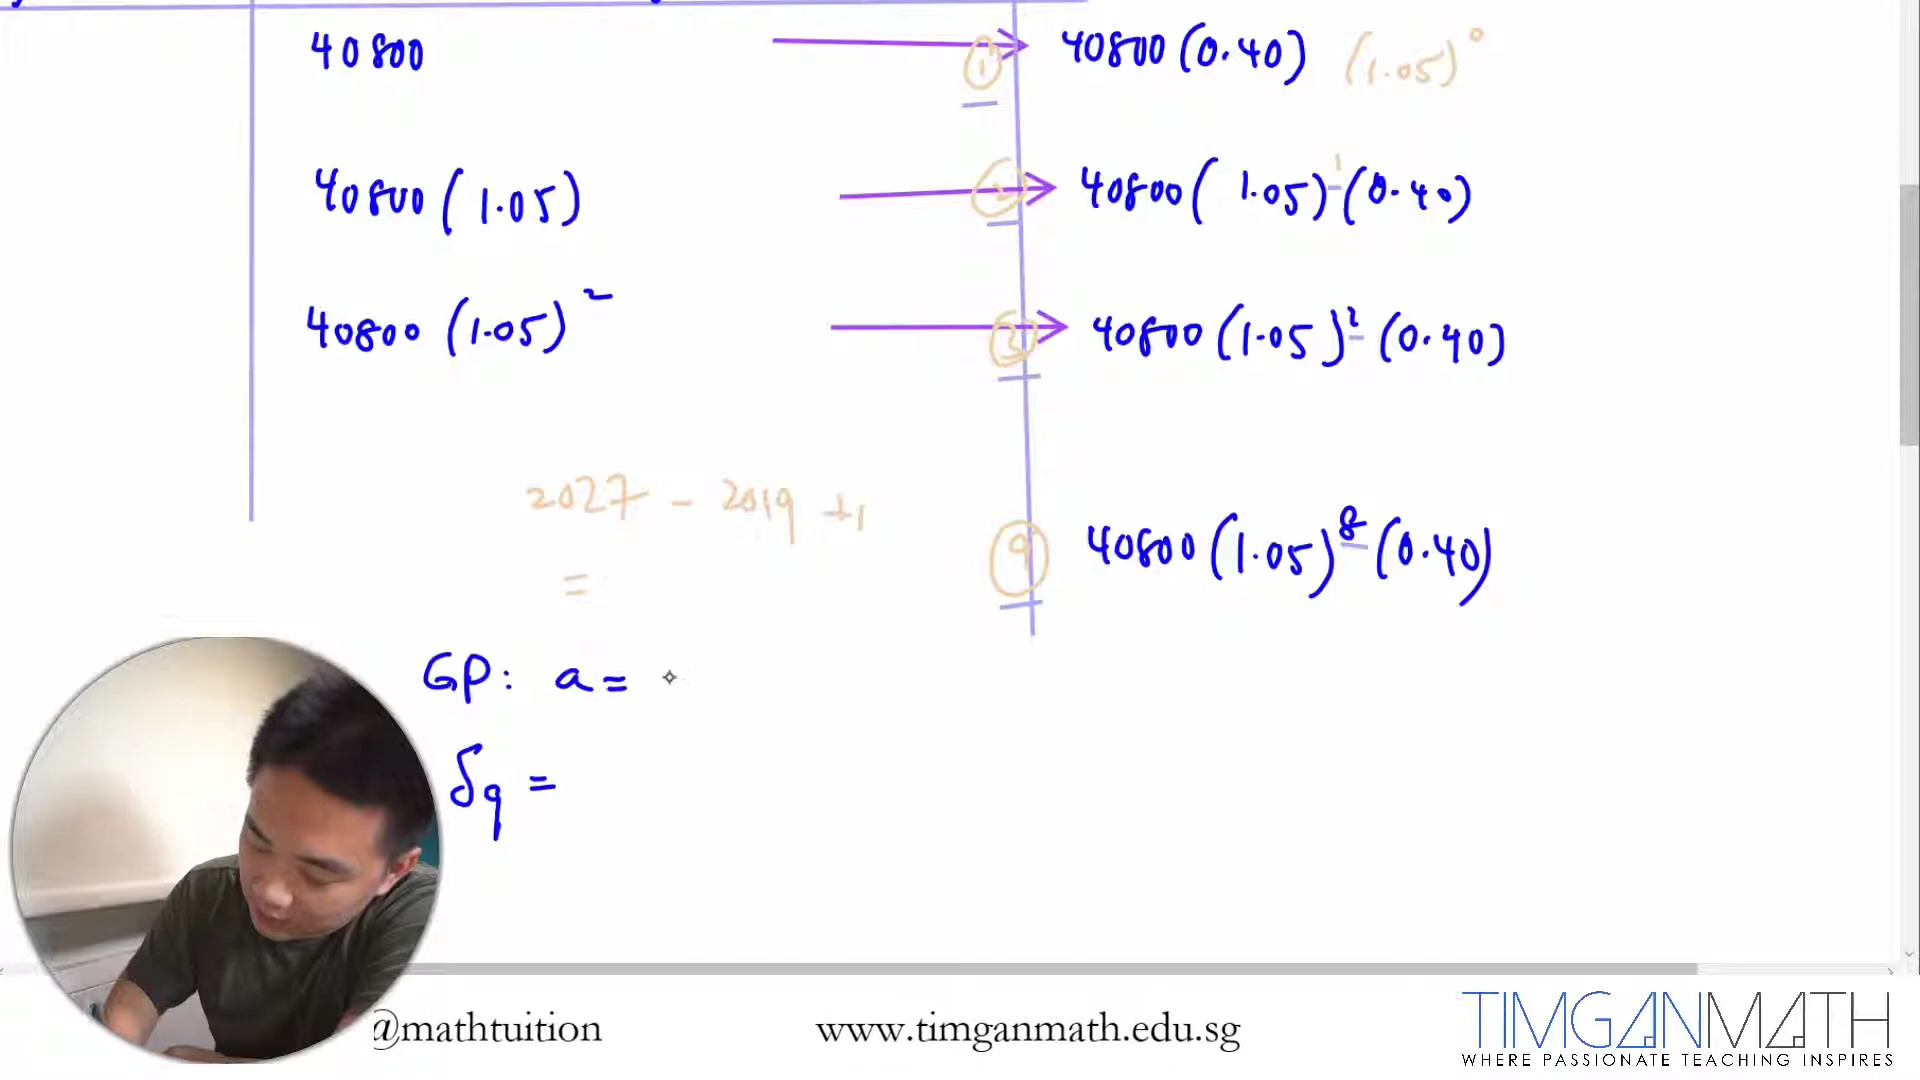 40800 ① 40800(0.40) (1.05)⁰
40800(1.05) ② 40800(1.05)¹(0.40)
40800(1.05)² ③ 40800(1.05)²(0.40)
2027 - 2019 +1
=
⑨ 40800(1.05)⁸(0.40)
GP: a =
S₉ =
@mathtuition
www.timganmath.edu.sg
TIMGANMATH
WHERE PASSIONATE TEACHING INSPIRES